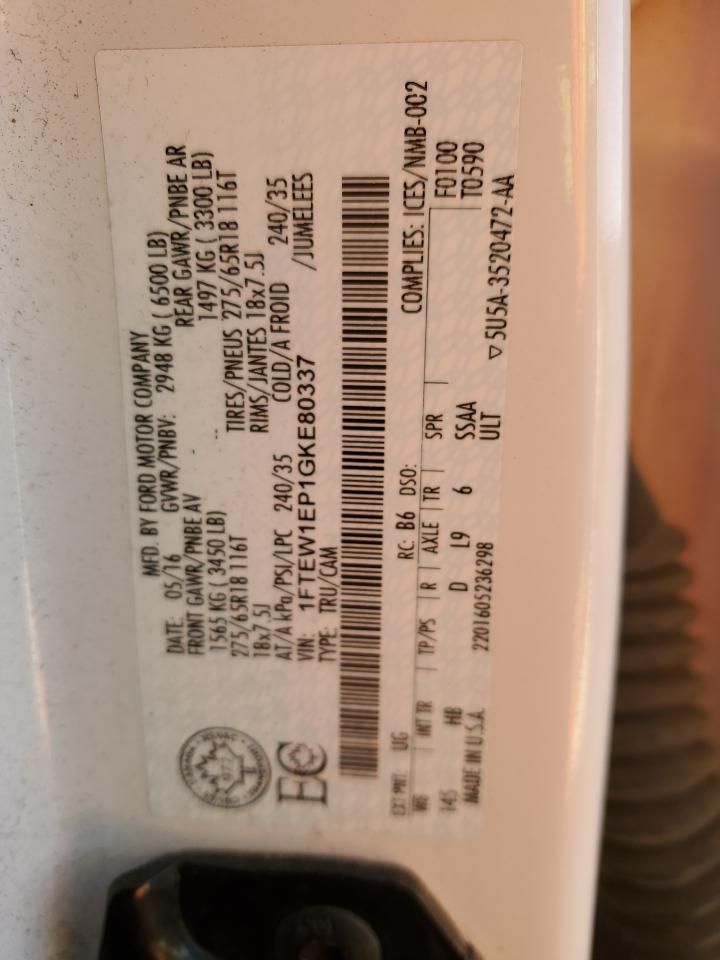 MFD. BY FORD MOTOR COMPANY
DATE: 05/16 GVWR/PNBV: 2948 KG ( 6500 LB)
FRONT GAWR/PNBE AV REAR GAWR/PNBE AR
1565 KG ( 3450 LB) 1497 KG ( 3300 LB)
275/65R18 116T TIRES/PNEUS 275/65R18 116T
18x7.5J RIMS/JANTES 18x7.5J
AT/A kPa/PSI/LPC 240/35 COLD/A FROID 240/35
VIN: 1FTEW1EP1GKE80337 /JUMELEES
TYPE: TRU/CAM
EC
EXT PNT: UG RC: B6 DSO: COMPLIES: ICES/NMB-002
WB INT TR TP/PS R AXLE TR SPR F0100
145 HB D L9 6 SSAA T0590
MADE IN U.S.A. 2201605236298 ULT
▽ 5U5A-3520472-AA